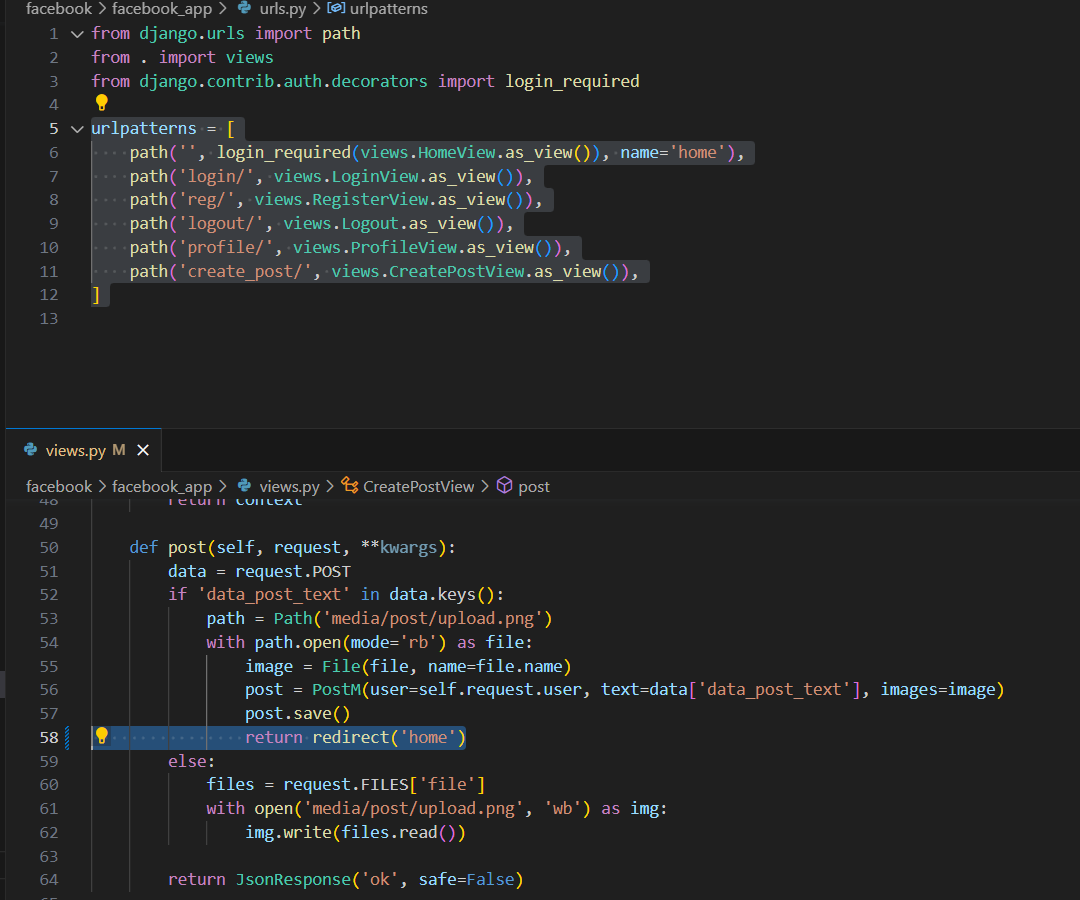 facebook > facebook_app > urls.py > urlpatterns
1 from django.urls import path
2 from . import views
3 from django.contrib.auth.decorators import login_required
4
5 urlpatterns = [
6 path('', login_required(views.HomeView.as_view()), name='home'),
7 path('login/', views.LoginView.as_view()),
8 path('reg/', views.RegisterView.as_view()),
9 path('logout/', views.Logout.as_view()),
10 path('profile/', views.ProfileView.as_view()),
11 path('create_post/', views.CreatePostView.as_view()),
12 ]
13
views.py M
facebook > facebook_app > views.py > CreatePostView > post
48 return context
49
50 def post(self, request, **kwargs):
51 data = request.POST
52 if 'data_post_text' in data.keys():
53 path = Path('media/post/upload.png')
54 with path.open(mode='rb') as file:
55 image = File(file, name=file.name)
56 post = PostM(user=self.request.user, text=data['data_post_text'], images=image)
57 post.save()
58 return redirect('home')
59 else:
60 files = request.FILES['file']
61 with open('media/post/upload.png', 'wb') as img:
62 img.write(files.read())
63
64 return JsonResponse('ok', safe=False)